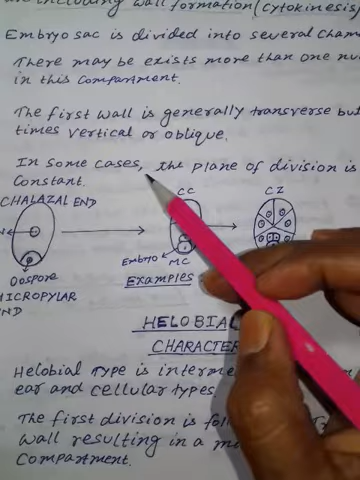 including wall formation (cytokinesis)
Embryo sac is divided into several cham
There may be exists more than one nu
in this compartment.
The first wall is generally transverse bu
times vertical or oblique.
In some cases, the plane of division is
constant.
CHALAZAL END
CC
CZ
Embryo
MC
Oospore
MICROPYLAR
END
Examples
HELOBIAL
CHARACTER
Helobial Type is interme
ear and cellular types.
The first division is fol
wall resulting in a
compartment.